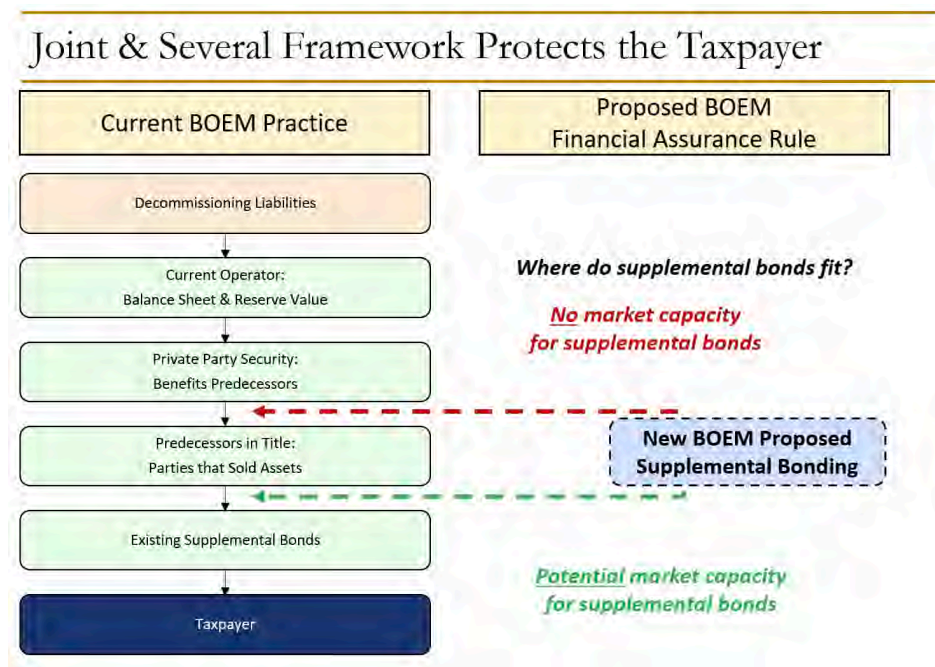 Joint & Several Framework Protects the Taxpayer
Current BOEM Practice
Proposed BOEM
Financial Assurance Rule
Decommissioning Liabilities
Current Operator:
Balance Sheet & Reserve Value
Private Party Security:
Benefits Predecessors
Predecessors in Title:
Parties that Sold Assets
Existing Supplemental Bonds
Taxpayer
Where do supplemental bonds fit?
No market capacity
for supplemental bonds
New BOEM Proposed
Supplemental Bonding
Potential market capacity
for supplemental bonds